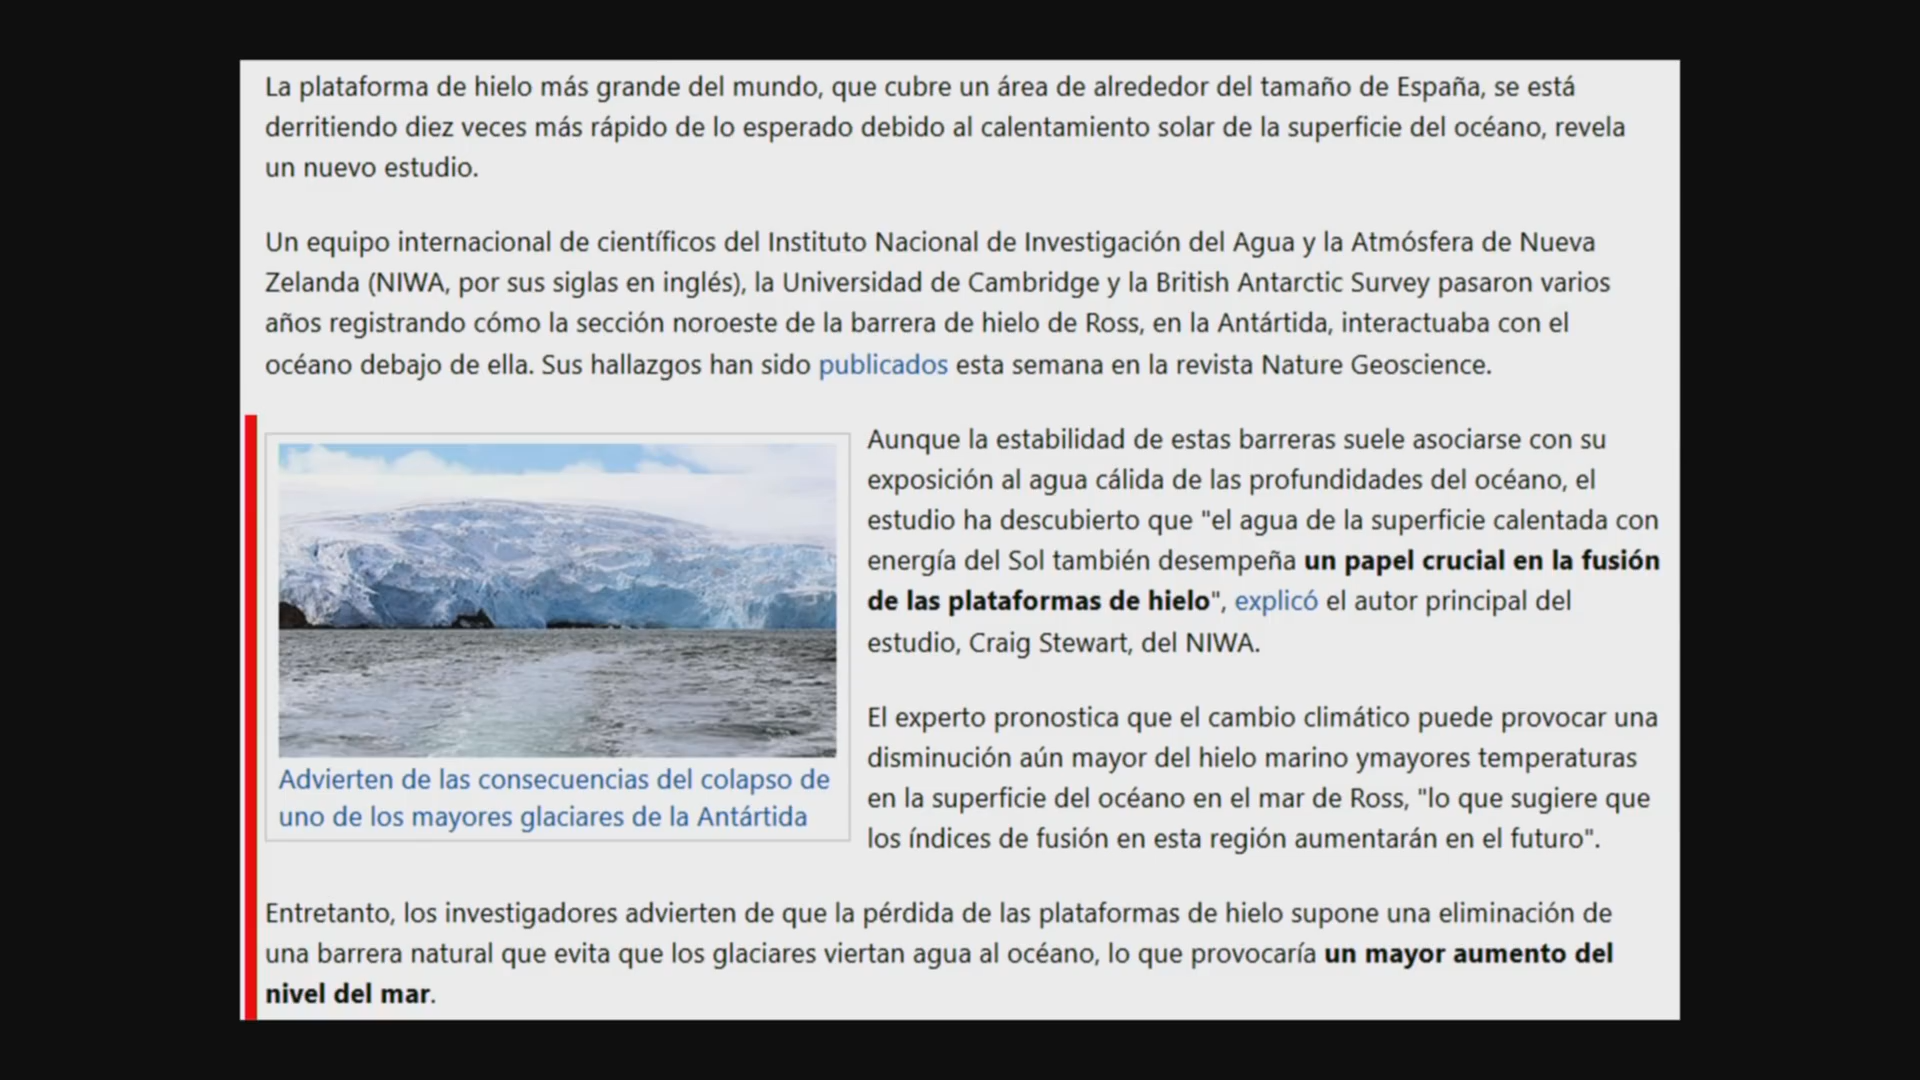 La plataforma de hielo más grande del mundo, que cubre un área de alrededor del tamaño de España, se está
derritiendo diez veces más rápido de lo esperado debido al calentamiento solar de la superficie del océano, revela
un nuevo estudio.
Un equipo internacional de científicos del Instituto Nacional de Investigación del Agua y la Atmósfera de Nueva
Zelanda (NIWA, por sus siglas en inglés), la Universidad de Cambridge y la British Antarctic Survey pasaron varios
años registrando cómo la sección noroeste de la barrera de hielo de Ross, en la Antártida, interactuaba con el
océano debajo de ella. Sus hallazgos han sido publicados esta semana en la revista Nature Geoscience.
Advierten de las consecuencias del colapso de
uno de los mayores glaciares de la Antártida
Aunque la estabilidad de estas barreras suele asociarse con su
exposición al agua cálida de las profundidades del océano, el
estudio ha descubierto que "el agua de la superficie calentada con
energía del Sol también desempeña un papel crucial en la fusión
de las plataformas de hielo", explicó el autor principal del
estudio, Craig Stewart, del NIWA.
El experto pronostica que el cambio climático puede provocar una
disminución aún mayor del hielo marino ymayores temperaturas
en la superficie del océano en el mar de Ross, "lo que sugiere que
los índices de fusión en esta región aumentarán en el futuro".
Entretanto, los investigadores advierten de que la pérdida de las plataformas de hielo supone una eliminación de
una barrera natural que evita que los glaciares viertan agua al océano, lo que provocaría un mayor aumento del
nivel del mar.